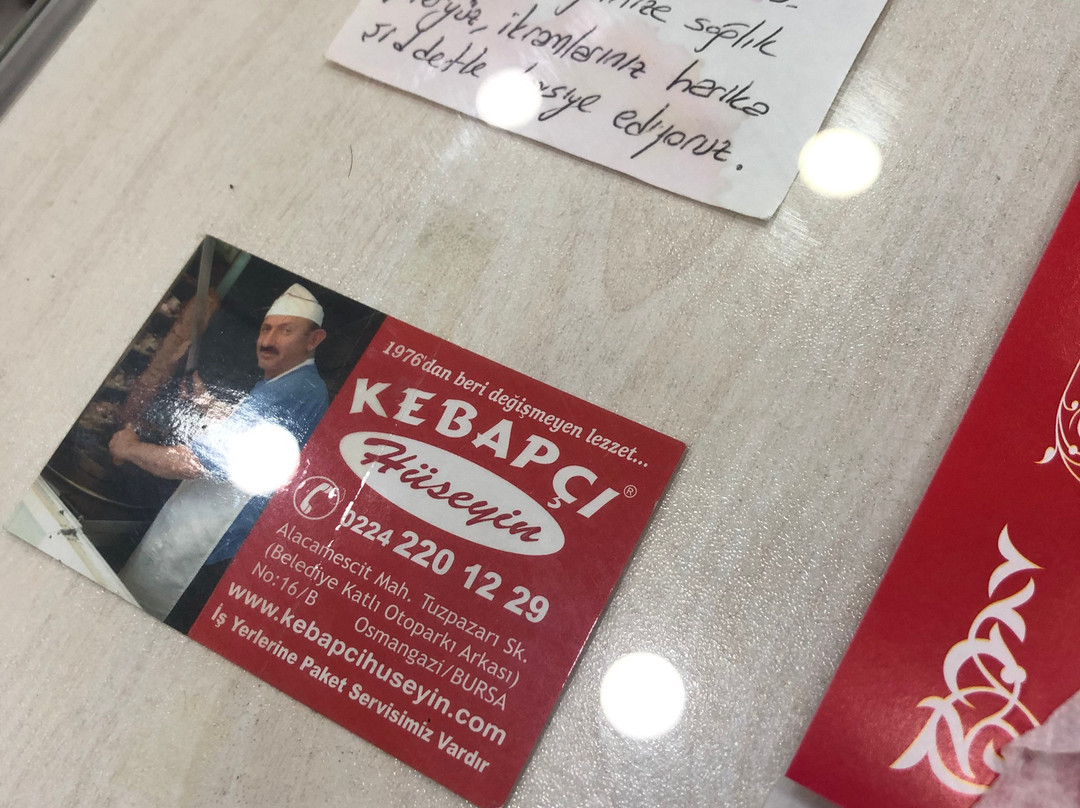 sağlık
ikramlarınız harika
şiddetle tavsiye ediyoruz.
1976'dan beri değişmeyen lezzet...
KEBAPÇI®
Hüseyin
0224 220 12 29
Alacamescit Mah. Tuzpazarı Sk.
(Belediye Katlı Otoparkı Arkası)
No: 16/B Osmangazi/BURSA
www.kebapcihuseyin.com
İş Yerlerine Paket Servisimiz Vardır